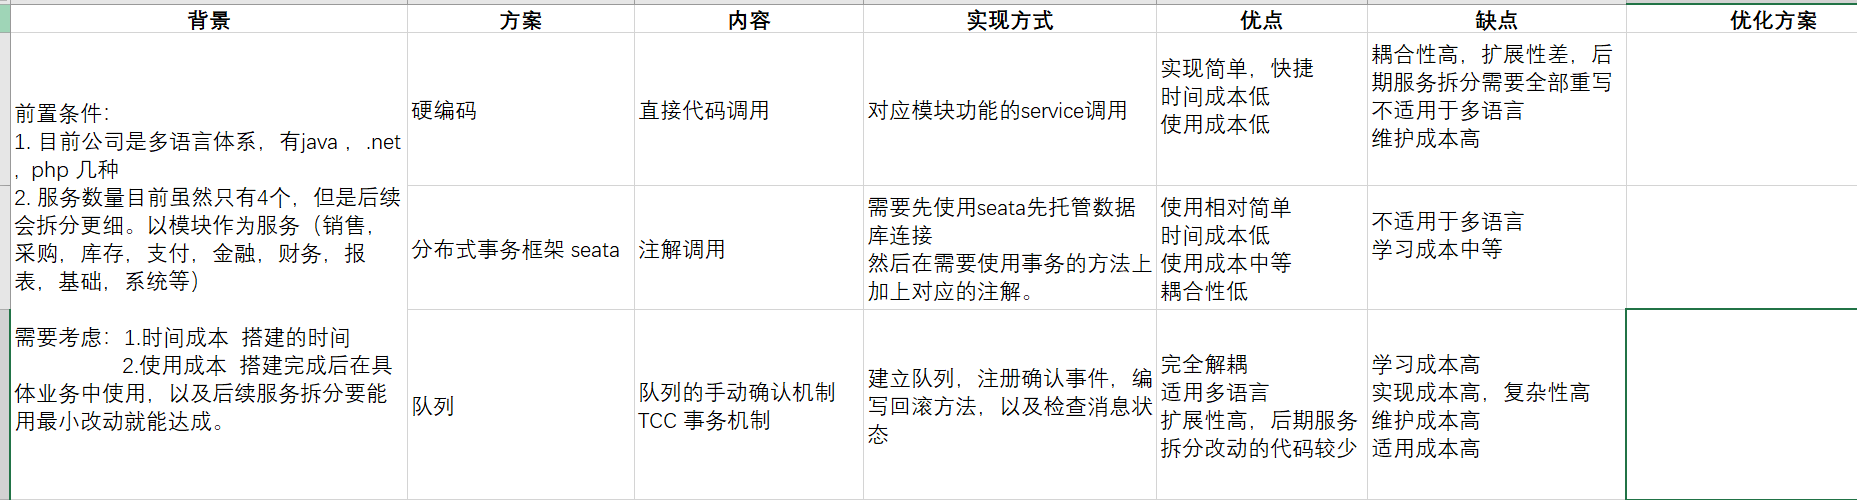 背景
方案
内容
实现方式
优点
缺点
优化方案
前置条件：
1. 目前公司是多语言体系，有java ，.net
，php 几种
2. 服务数量目前虽然只有4个，但是后续
会拆分更细。以模块作为服务（销售，
采购，库存，支付，金融，财务，报
表，基础，系统等）
需要考虑：1.时间成本 搭建的时间
2.使用成本 搭建完成后在具
体业务中使用，以及后续服务拆分要能
用最小改动就能达成。
硬编码
直接代码调用
对应模块功能的service调用
实现简单，快捷
时间成本低
使用成本低
耦合性高，扩展性差，后
期服务拆分需要全部重写
不适用于多语言
维护成本高
分布式事务框架 seata
注解调用
需要先使用seata先托管数据
库连接
然后在需要使用事务的方法上
加上对应的注解。
使用相对简单
时间成本低
使用成本中等
耦合性低
不适用于多语言
学习成本中等
队列
队列的手动确认机制
TCC 事务机制
建立队列，注册确认事件，编
写回滚方法，以及检查消息状
态
完全解耦
适用多语言
扩展性高，后期服务
拆分改动的代码较少
学习成本高
实现成本高，复杂性高
维护成本高
适用成本高